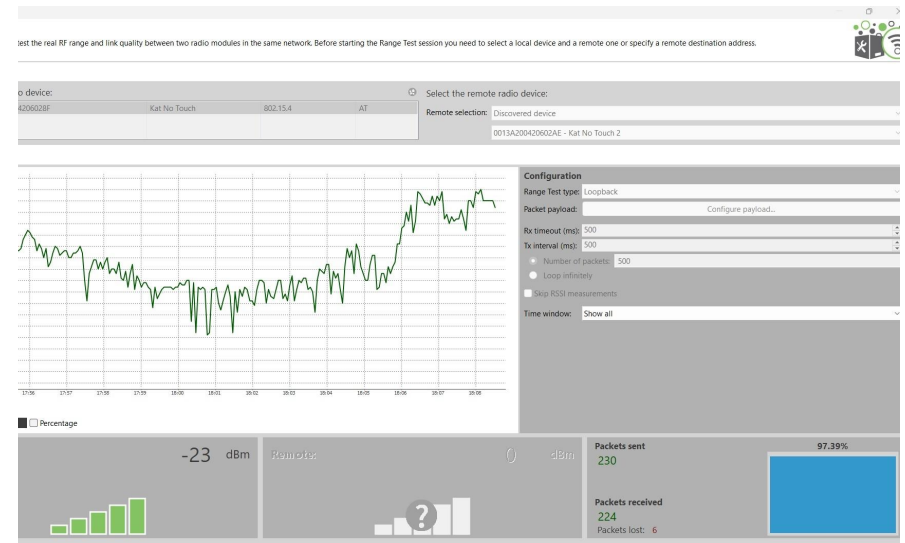 test the real RF range and link quality between two radio modules in the same network. Before starting the Range Test session you need to select a local device and a remote one or specify a remote destination address.
o device:
Select the remote radio device:
4206028F Kat No Touch 802.15.4 AT
Remote selection: Discovered device
0013A200420602AE - Kat No Touch 2
Configuration
Range Test type: Loopback
Packet payload: Configure payload...
Rx timeout (ms): 500
Tx interval (ms): 500
Number of packets: 500
Loop infinitely
Skip RSSI measurements
Time window: Show all
17:56 17:57 17:58 17:59 18:00 18:01 18:02 18:03 18:04 18:05 18:06 18:07 18:08
Percentage
-23 dBm
Remote: 0 dBm
?
Packets sent
230
97.39%
Packets received
224
Packets lost: 6